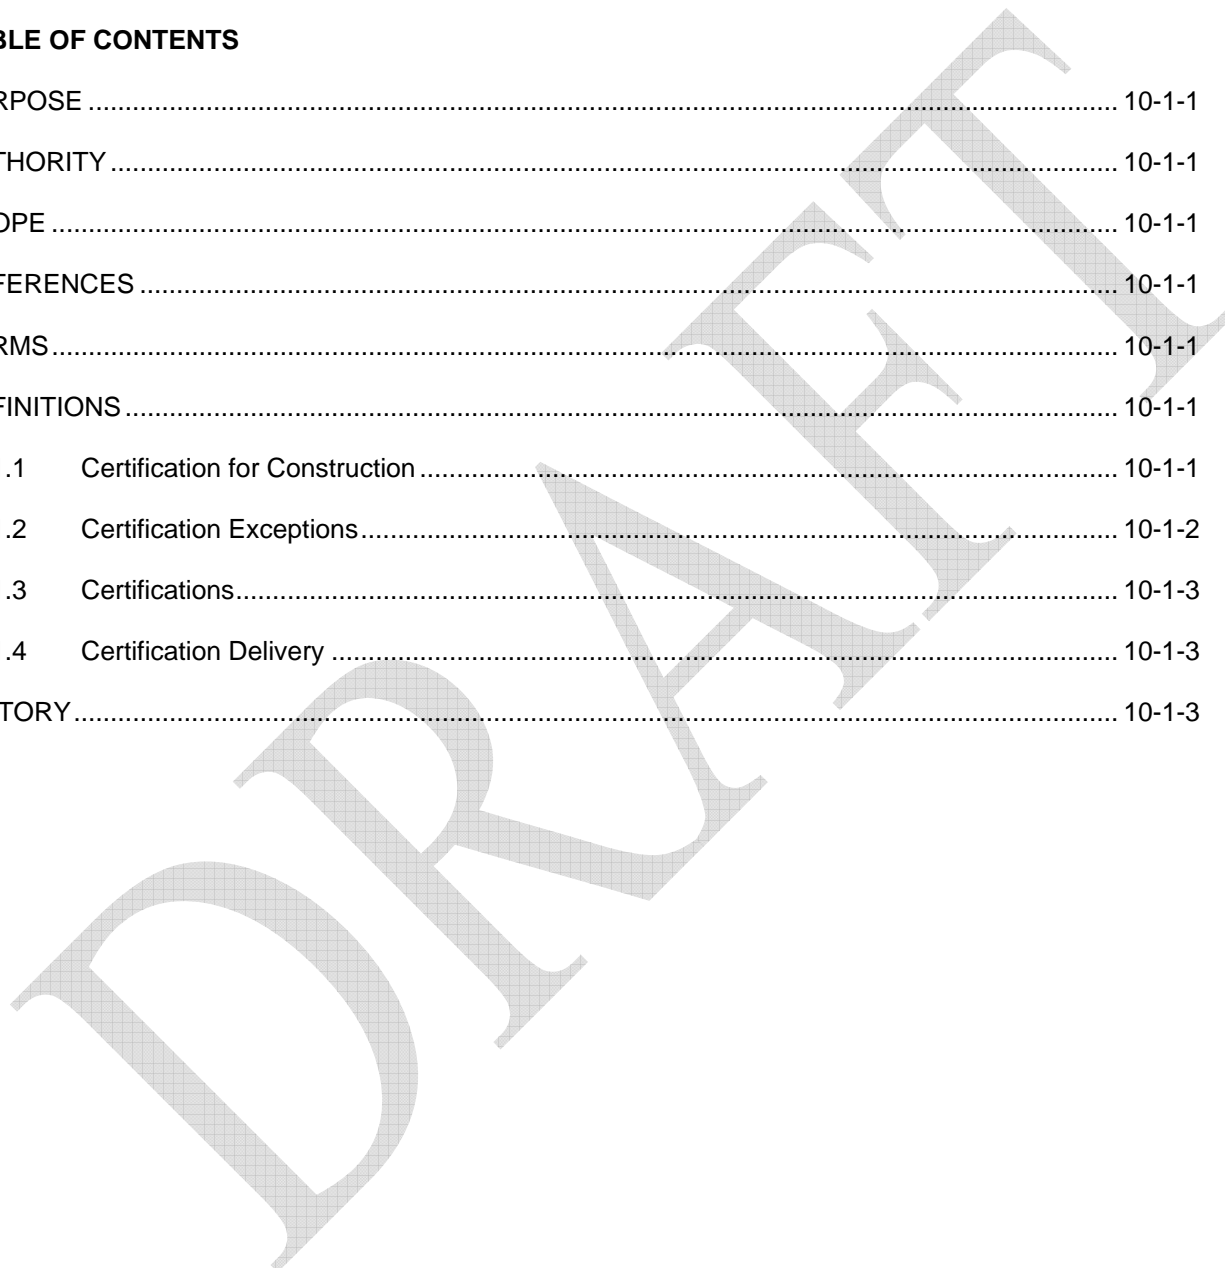 BLE OF CONTENTS
RPOSE ........ 10-1-1
THORITY ........ 10-1-1
OPE ........ 10-1-1
FERENCES ........ 10-1-1
RMS ........ 10-1-1
FINITIONS ........ 10-1-1
.1 Certification for Construction ........ 10-1-1
.2 Certification Exceptions ........ 10-1-2
.3 Certifications ........ 10-1-3
.4 Certification Delivery ........ 10-1-3
TORY ........ 10-1-3
DRAFT